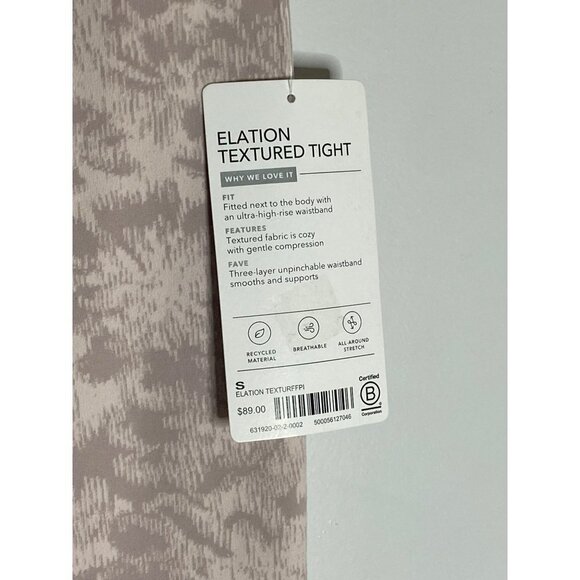 ELATION
TEXTURED TIGHT
WHY WE LOVE IT
FIT
Fitted next to the body with
an ultra-high-rise waistband
FEATURES
Textured fabric is cozy
with gentle compression
FAVE
Three-layer unpinchable waistband
smooths and supports
RECYCLED
MATERIAL
BREATHABLE
ALL-AROUND
STRETCH
S
ELATION TEXTURFFPI
$89.00
631920-02-2-0002 500056127046
Certified
B
Corporation